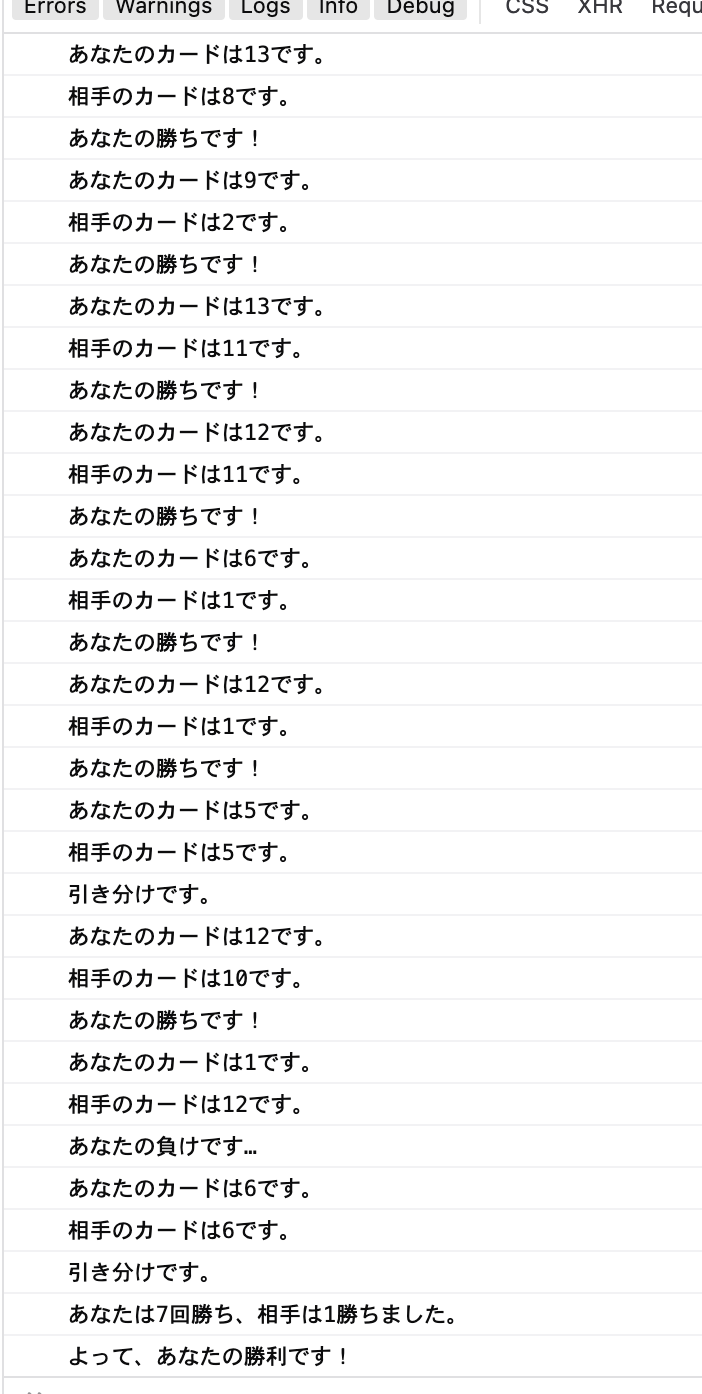 Errors Warnings Logs Info Debug CSS XHR Requ
あなたのカードは13です。
相手のカードは8です。
あなたの勝ちです！
あなたのカードは9です。
相手のカードは2です。
あなたの勝ちです！
あなたのカードは13です。
相手のカードは11です。
あなたの勝ちです！
あなたのカードは12です。
相手のカードは11です。
あなたの勝ちです！
あなたのカードは6です。
相手のカードは1です。
あなたの勝ちです！
あなたのカードは12です。
相手のカードは1です。
あなたの勝ちです！
あなたのカードは5です。
相手のカードは5です。
引き分けです。
あなたのカードは12です。
相手のカードは10です。
あなたの勝ちです！
あなたのカードは1です。
相手のカードは12です。
あなたの負けです…
あなたのカードは6です。
相手のカードは6です。
引き分けです。
あなたは7回勝ち、相手は1勝ちました。
よって、あなたの勝利です！